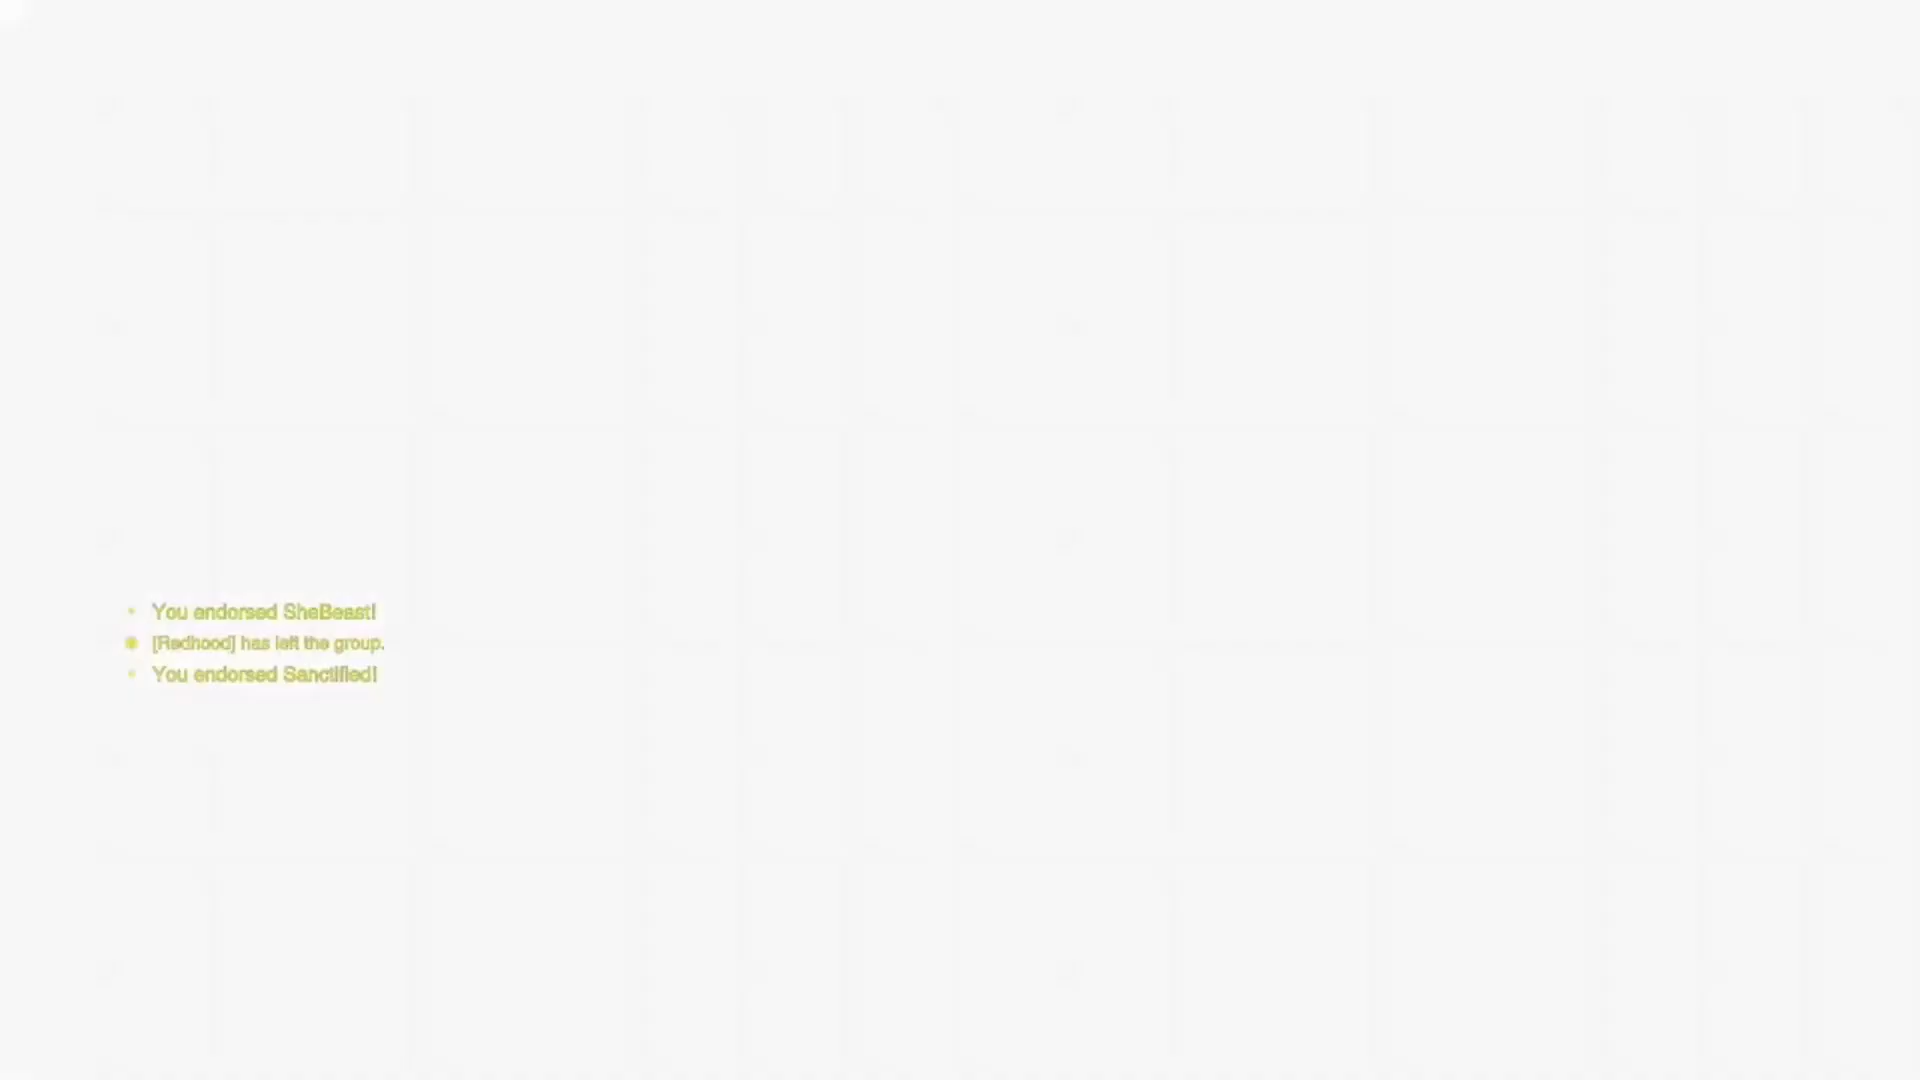 You endorsed SheBeast!
[Redhood] has left the group.
You endorsed Sanctified!